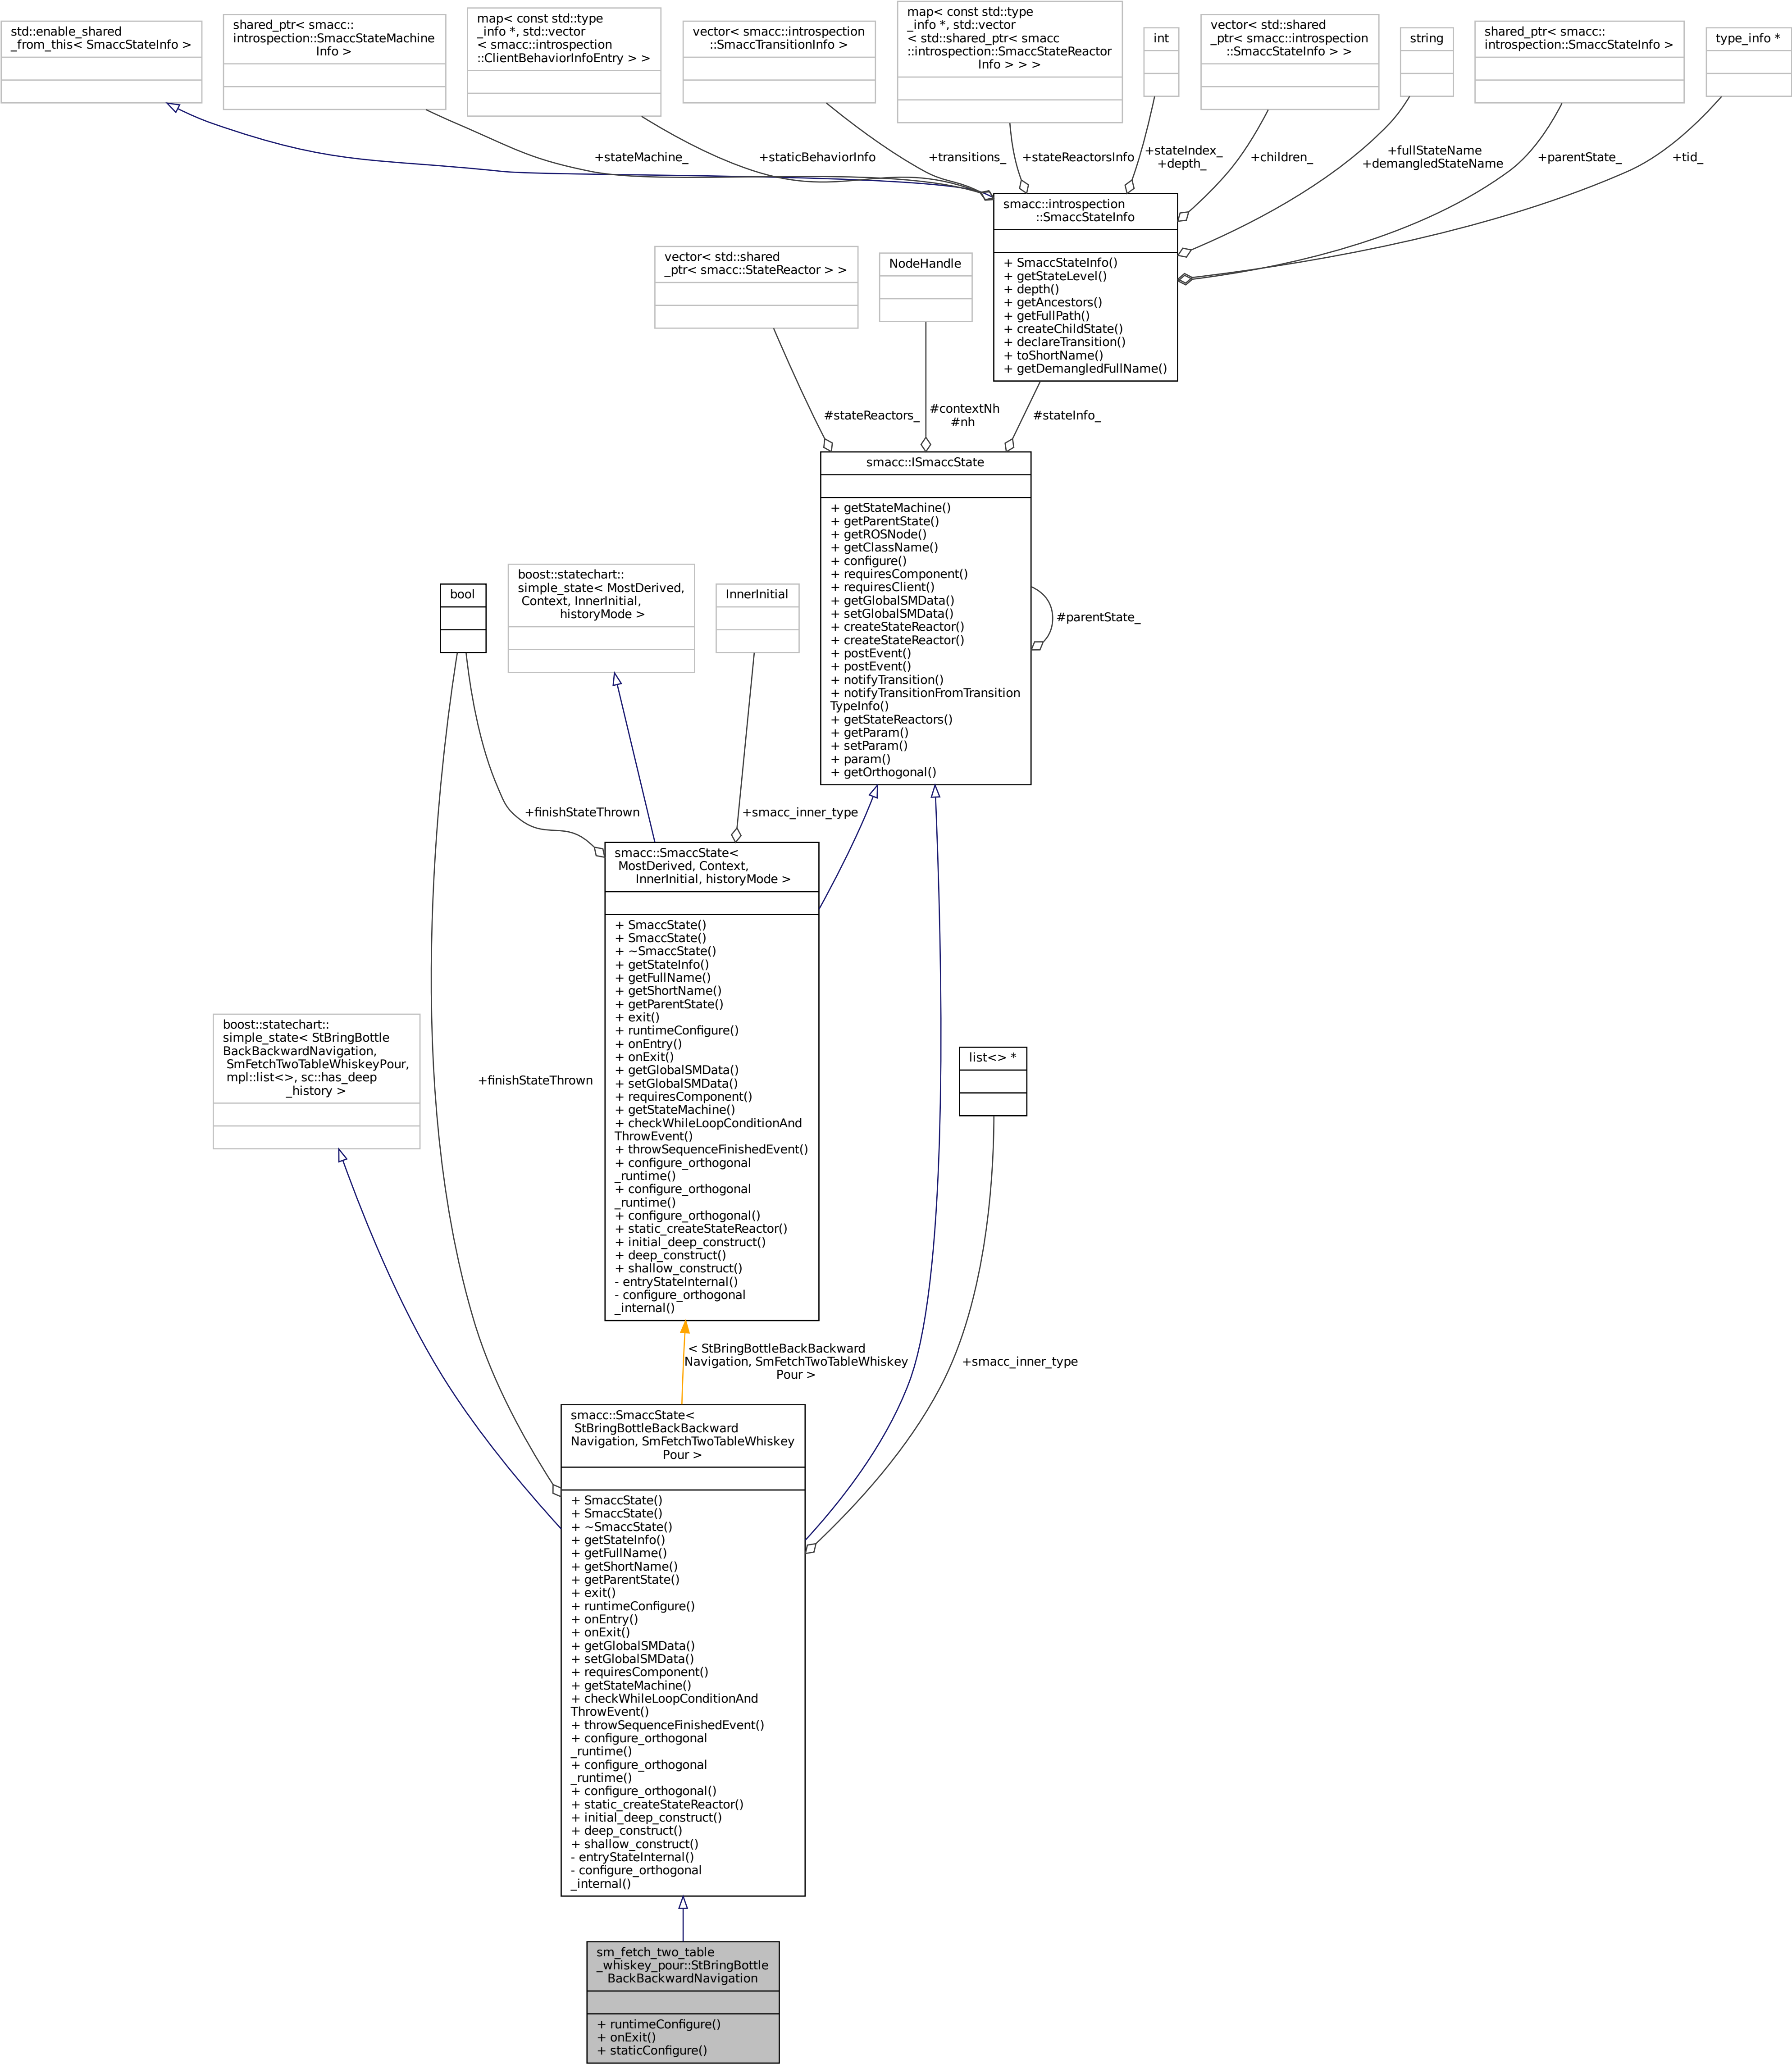 std::enable_shared
_from_this< SmaccStateInfo >
shared_ptr< smacc::
introspection::SmaccStateMachine
Info >
map< const std::type
_info *, std::vector
< smacc::introspection
::ClientBehaviorInfoEntry > >
vector< smacc::introspection
::SmaccTransitionInfo >
map< const std::type
_info *, std::vector
< std::shared_ptr< smacc
::introspection::SmaccStateReactor
Info > > >
int
vector< std::shared
_ptr< smacc::introspection
::SmaccStateInfo > >
string
shared_ptr< smacc::
introspection::SmaccStateInfo >
type_info *
+stateMachine_
+staticBehaviorInfo
+transitions_
+stateReactorsInfo
+stateIndex_
+depth_
+children_
+fullStateName
+demangledStateName
+parentState_
+tid_
smacc::introspection
::SmaccStateInfo
+ SmaccStateInfo()
+ getStateLevel()
+ depth()
+ getAncestors()
+ getFullPath()
+ createChildState()
+ declareTransition()
+ toShortName()
+ getDemangledFullName()
vector< std::shared
_ptr< smacc::StateReactor > >
NodeHandle
#stateReactors_
#contextNh
#nh
#stateInfo_
smacc::ISmaccState
+ getStateMachine()
+ getParentState()
+ getROSNode()
+ getClassName()
+ configure()
+ requiresComponent()
+ requiresClient()
+ getGlobalSMData()
+ setGlobalSMData()
+ createStateReactor()
+ createStateReactor()
+ postEvent()
+ postEvent()
+ notifyTransition()
+ notifyTransitionFromTransition
TypeInfo()
+ getStateReactors()
+ getParam()
+ setParam()
+ param()
+ getOrthogonal()
#parentState_
bool
boost::statechart::
simple_state< MostDerived,
Context, InnerInitial,
historyMode >
InnerInitial
+finishStateThrown
+smacc_inner_type
smacc::SmaccState<
MostDerived, Context,
InnerInitial, historyMode >
+ SmaccState()
+ SmaccState()
+ ~SmaccState()
+ getStateInfo()
+ getFullName()
+ getShortName()
+ getParentState()
+ exit()
+ runtimeConfigure()
+ onEntry()
+ onExit()
+ getGlobalSMData()
+ setGlobalSMData()
+ requiresComponent()
+ getStateMachine()
+ checkWhileLoopConditionAnd
ThrowEvent()
+ throwSequenceFinishedEvent()
+ configure_orthogonal
_runtime()
+ configure_orthogonal
_runtime()
+ configure_orthogonal()
+ static_createStateReactor()
+ initial_deep_construct()
+ deep_construct()
+ shallow_construct()
- entryStateInternal()
- configure_orthogonal
_internal()
boost::statechart::
simple_state< StBringBottle
BackBackwardNavigation,
SmFetchTwoTableWhiskeyPour,
mpl::list<>, sc::has_deep
_history >
+finishStateThrown
list<> *
< StBringBottleBackBackward
Navigation, SmFetchTwoTableWhiskey
Pour >
+smacc_inner_type
smacc::SmaccState<
StBringBottleBackBackward
Navigation, SmFetchTwoTableWhiskey
Pour >
+ SmaccState()
+ SmaccState()
+ ~SmaccState()
+ getStateInfo()
+ getFullName()
+ getShortName()
+ getParentState()
+ exit()
+ runtimeConfigure()
+ onEntry()
+ onExit()
+ getGlobalSMData()
+ setGlobalSMData()
+ requiresComponent()
+ getStateMachine()
+ checkWhileLoopConditionAnd
ThrowEvent()
+ throwSequenceFinishedEvent()
+ configure_orthogonal
_runtime()
+ configure_orthogonal
_runtime()
+ configure_orthogonal()
+ static_createStateReactor()
+ initial_deep_construct()
+ deep_construct()
+ shallow_construct()
- entryStateInternal()
- configure_orthogonal
_internal()
sm_fetch_two_table
_whiskey_pour::StBringBottle
BackBackwardNavigation
+ runtimeConfigure()
+ onExit()
+ staticConfigure()